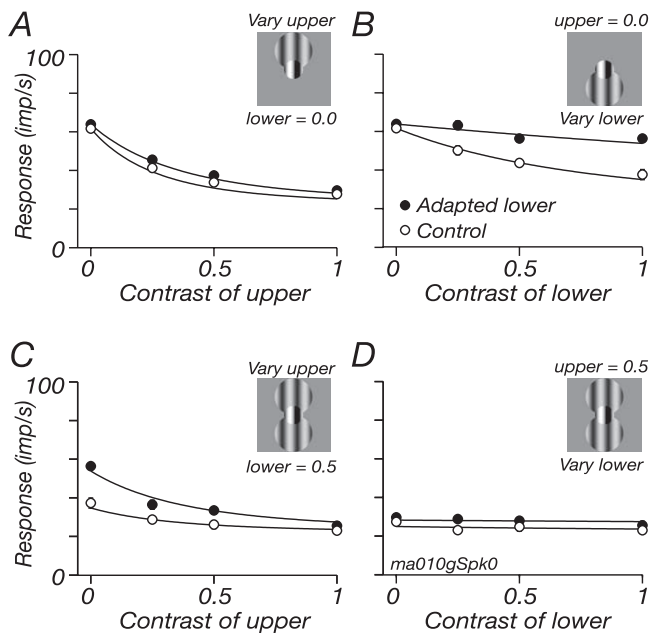 A
Vary upper
lower = 0.0
100
0
Response (imp/s)
0 0.5 1
Contrast of upper
B
upper = 0.0
Vary lower
Adapted lower
Control
0 0.5 1
Contrast of lower
C
Vary upper
lower = 0.5
100
0
Response (imp/s)
0 0.5 1
Contrast of upper
D
upper = 0.5
Vary lower
ma010gSpk0
0 0.5 1
Contrast of lower